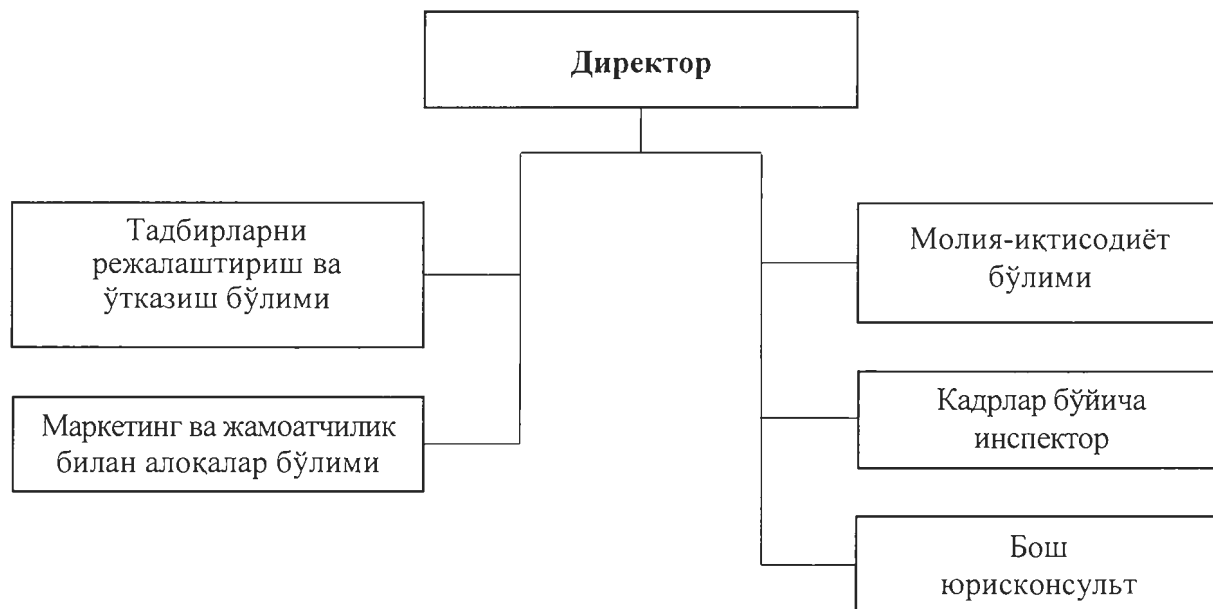 Директор
Тадбирларни
режалаштириш ва
ўтказиш бўлими
Маркетинг ва жамоатчилик
билан алоқалар бўлими
Молия-иқтисодиёт
бўлими
Кадрлар бўйича
инспектор
Бош
юрисконсульт